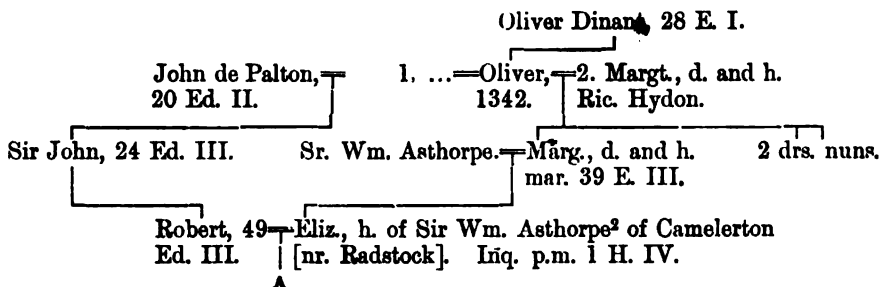 Oliver Dinant, 28 E. I.
John de Palton, 1. ... Oliver, 2. Margt., d. and h.
20 Ed. II. 1342. Ric. Hydon.
Sir John, 24 Ed. III. Sr. Wm. Asthorpe. Marg., d. and h. 2 drs. nuns.
mar. 39 E. III.
Robert, 49 Eliz., h. of Sir Wm. Asthorpe² of Camelerton
Ed. III. [nr. Radstock]. Inq. p.m. 1 H. IV.
A